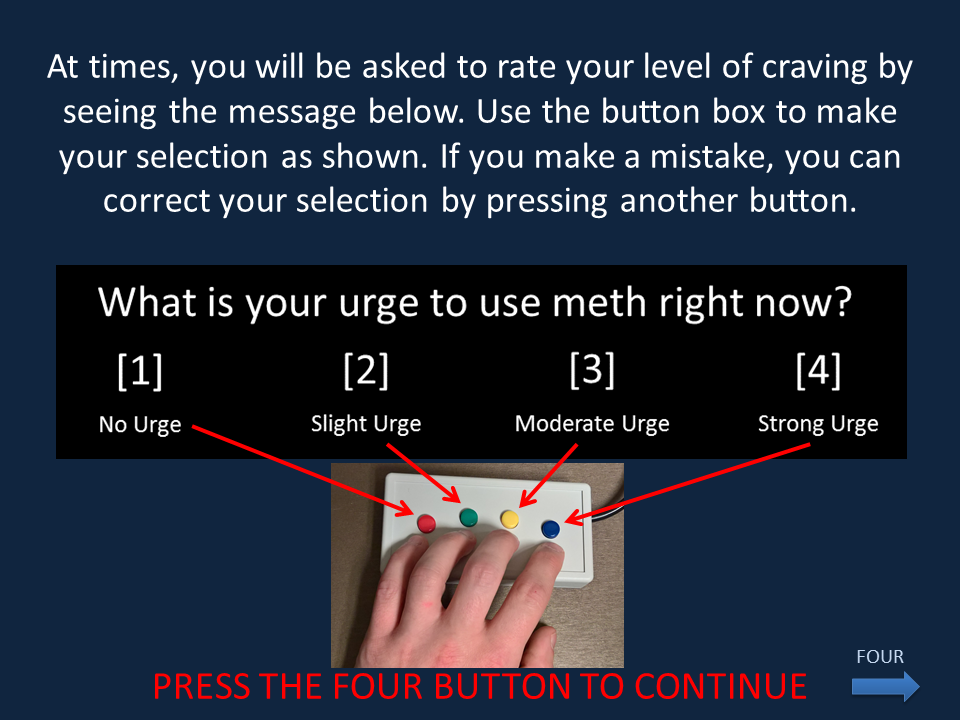 At times, you will be asked to rate your level of craving by
seeing the message below. Use the button box to make
your selection as shown. If you make a mistake, you can
correct your selection by pressing another button.
What is your urge to use meth right now?
[1] [2] [3] [4]
No Urge Slight Urge Moderate Urge Strong Urge
FOUR
PRESS THE FOUR BUTTON TO CONTINUE